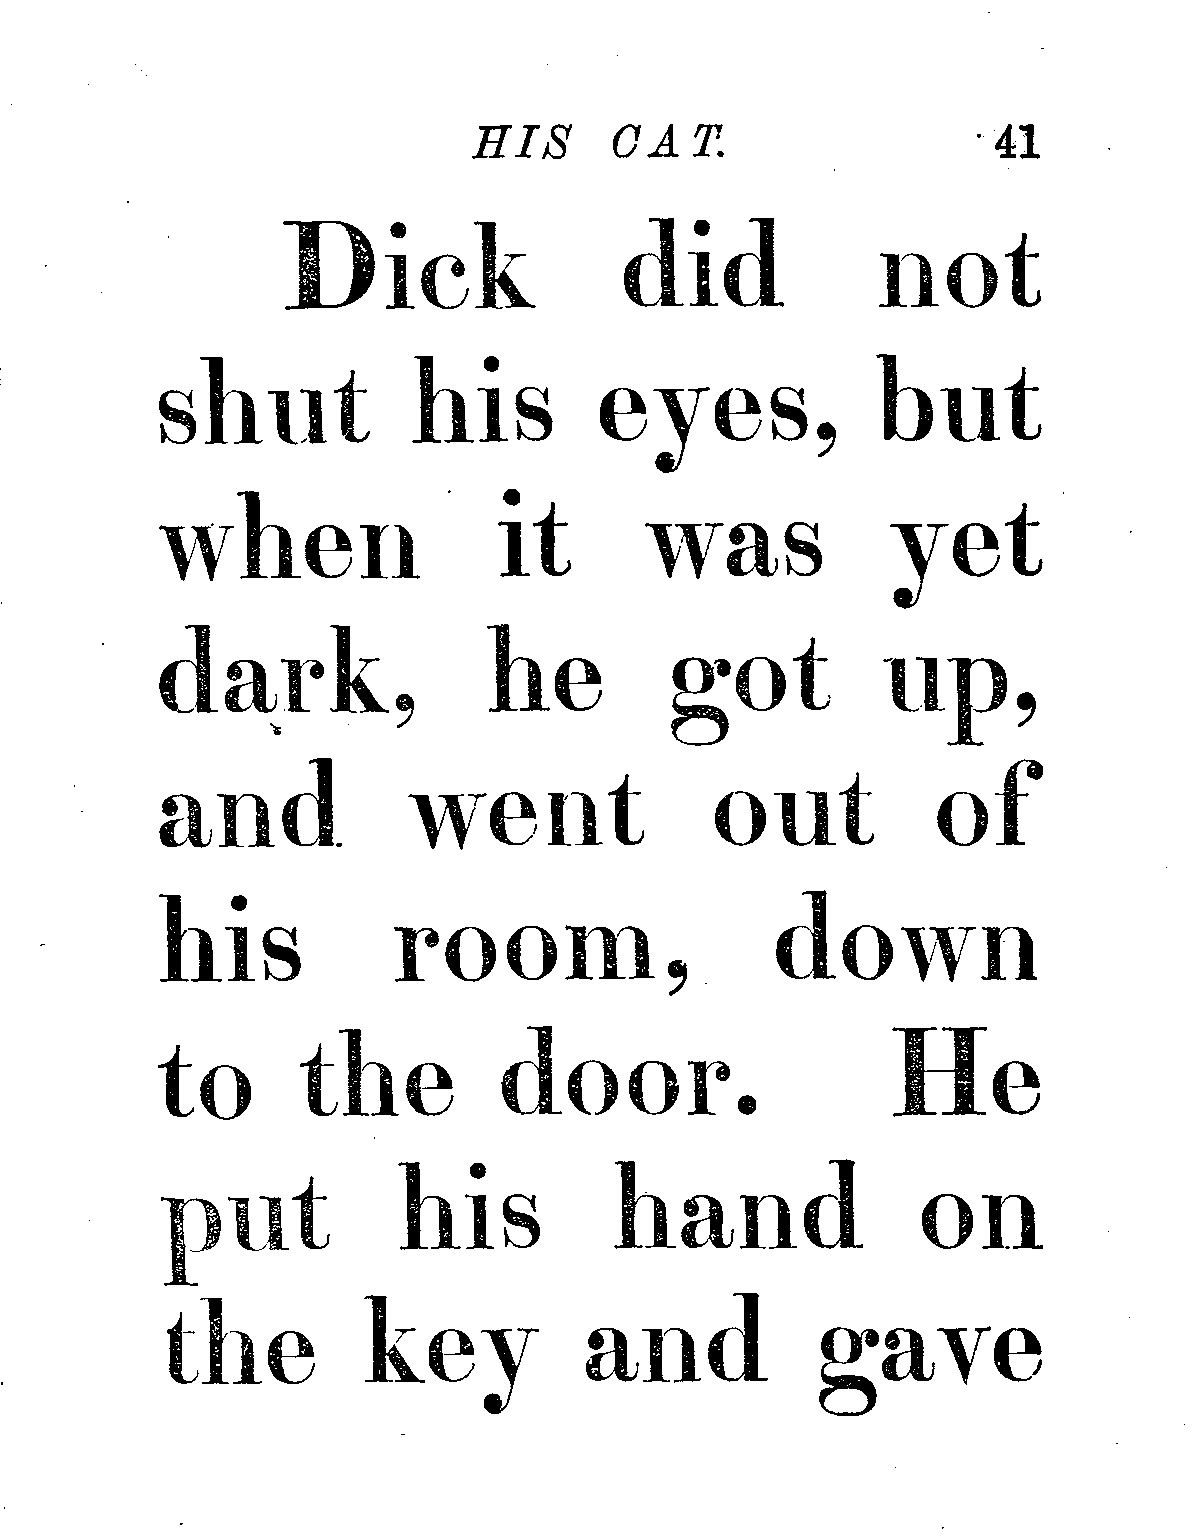 HIS CAT. 41
Dick did not
shut his eyes, but
when it was yet
dark, he got up,
and went out of
his room, down
to the door. He
put his hand on
the key and gave